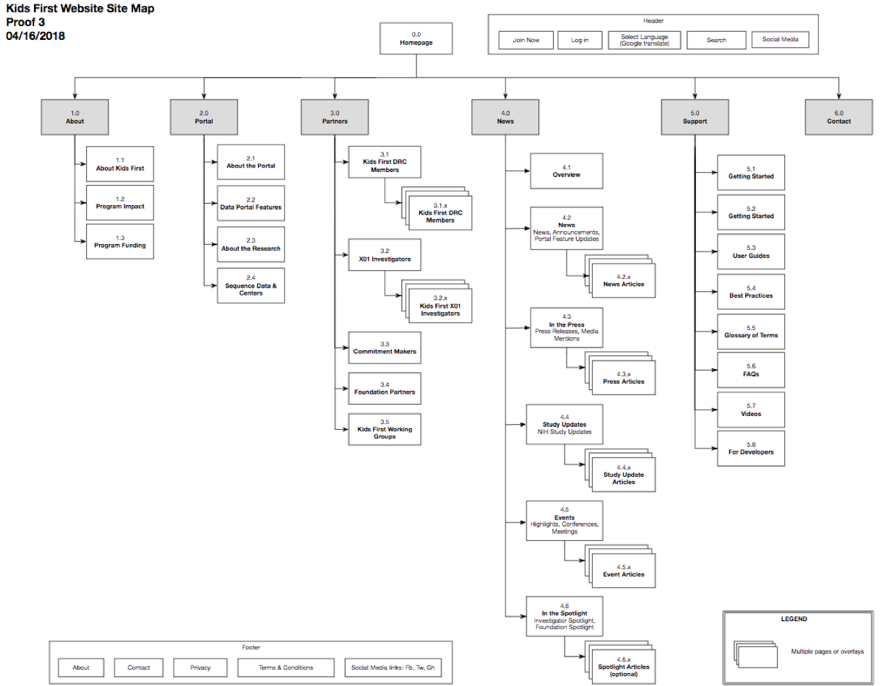 Kids First Website Site Map
Proof 3
04/16/2018
0.0
Homepage
Header
Join Now
Log in
Select Language
(Google translate)
Search
Social Media
1.0
About
2.0
Portal
3.0
Partners
4.0
News
5.0
Support
6.0
Contact
1.1
About Kids First
1.2
Program Impact
1.3
Program Funding
2.1
About the Portal
2.2
Data Portal Features
2.3
About the Research
2.4
Sequence Data &
Centers
3.1
Kids First DRC
Members
3.1.x
Kids First DRC
Members
3.2
X01 Investigators
3.2.x
Kids First X01
Investigators
3.3
Commitment Makers
3.4
Foundation Partners
3.5
Kids First Working
Groups
4.1
Overview
4.2
News
News, Announcements,
Portal Feature Updates
4.2.x
News Articles
4.3
In the Press
Press Releases, Media
Mentions
4.3.x
Press Articles
4.4
Study Updates
NIH Study Updates
4.4.x
Study Update
Articles
4.5
Events
Highlights, Conferences,
Meetings
4.5.x
Event Articles
4.6
In the Spotlight
Investigator Spotlight,
Foundation Spotlight
4.6.x
Spotlight Articles
(optional)
5.1
Getting Started
5.2
Getting Started
5.3
User Guides
5.4
Best Practices
5.5
Glossary of Terms
5.6
FAQs
5.7
Videos
5.8
For Developers
Footer
About
Contact
Privacy
Terms & Conditions
Social Media links: Fb, Tw, Gh
LEGEND
Multiple pages or overlays